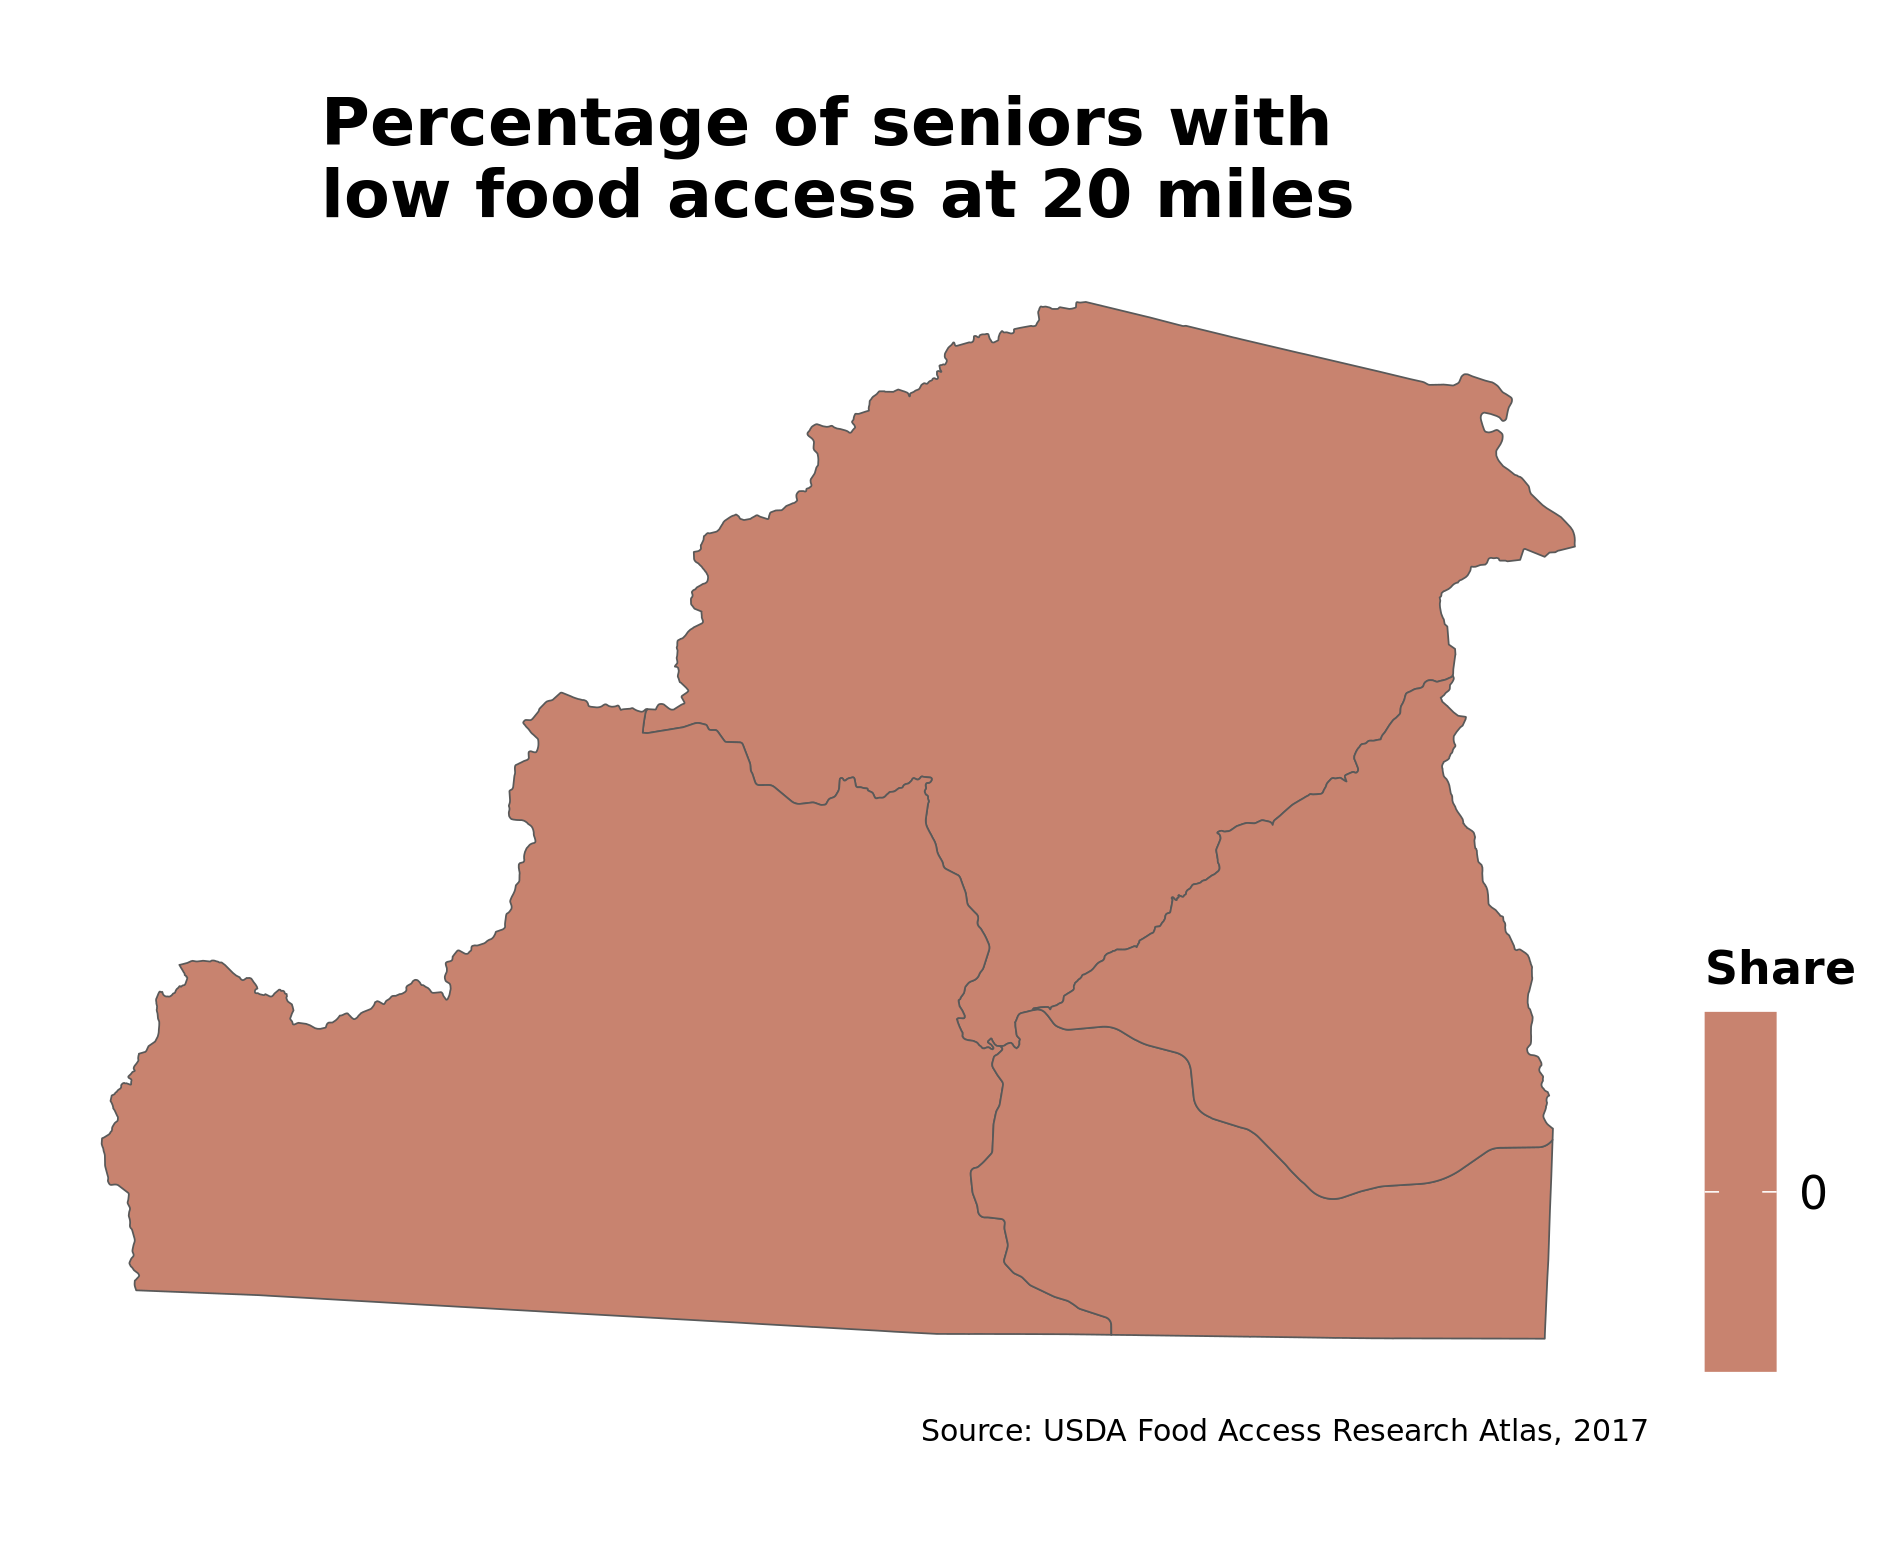 Percentage of seniors with
low food access at 20 miles
Share
0
Source: USDA Food Access Research Atlas, 2017